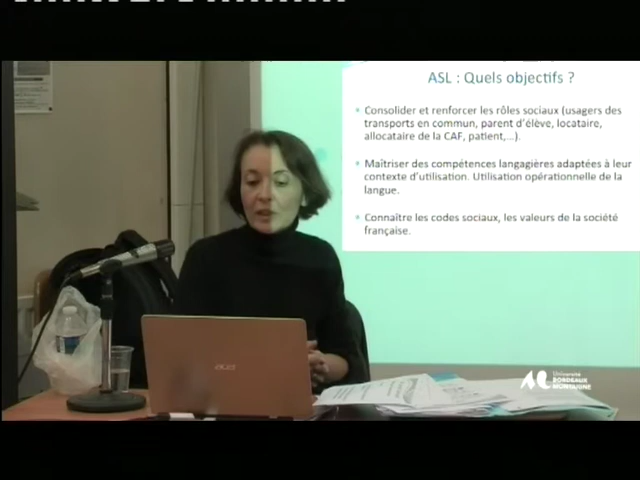 ASL : Quels objectifs ?
Consolider et renforcer les rôles sociaux (usagers des
transports en commun, parent d'élève, locataire,
allocataire de la CAF, patient,...).
Maîtriser des compétences langagières adaptées à leur
contexte d'utilisation. Utilisation opérationnelle de la
langue.
Connaître les codes sociaux, les valeurs de la société
française.
acer
Université
BORDEAUX
MONTAIGNE